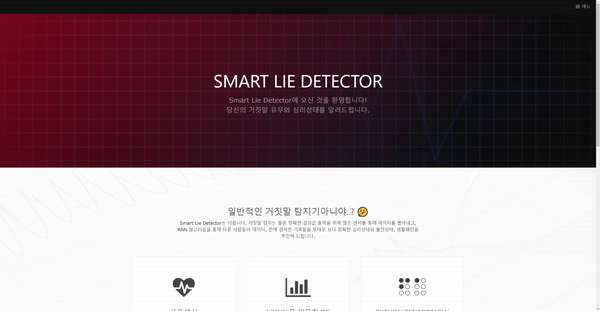 메뉴
SMART LIE DETECTOR
Smart Lie Detector에 오신 것을 환영합니다!
당신의 거짓말 유무와 심리상태를 알려드립니다.
일반적인 거짓말 탐지기아니야..?
Smart Lie Detector는 다릅니다. 거짓말 탐지는 물론 정확한 결과값 출력을 위해 많은 센서를 통해 데이터를 뽑아내고,
RNN 알고리즘을 통해 다른 사람들의 데이터, 전에 검사한 기록들을 토대로 보다 정확한 심리상태와 불안상태, 생활패턴을
추천해 드립니다.